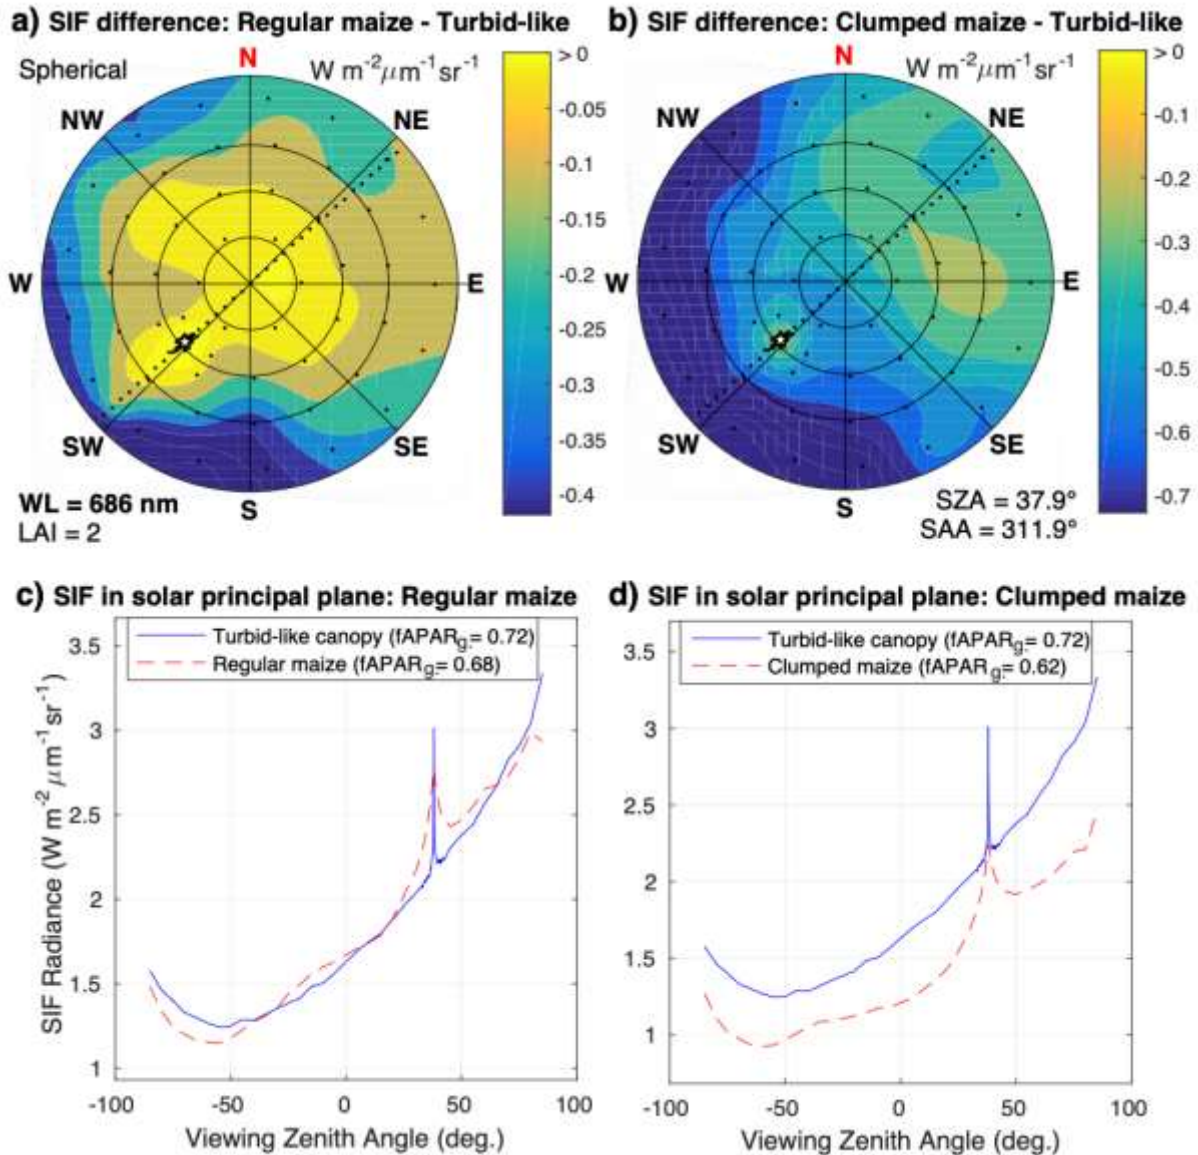 a) SIF difference: Regular maize - Turbid-like
Spherical
W m-2μm-1sr-1
N
NW
NE
W
E
SW
SE
S
WL = 686 nm
LAI = 2
> 0
-0.05
-0.1
-0.15
-0.2
-0.25
-0.3
-0.35
-0.4
b) SIF difference: Clumped maize - Turbid-like
W m-2μm-1sr-1
N
NW
NE
W
E
SW
SE
S
SZA = 37.9°
SAA = 311.9°
> 0
-0.1
-0.2
-0.3
-0.4
-0.5
-0.6
-0.7
c) SIF in solar principal plane: Regular maize
Turbid-like canopy (fAPARg= 0.72)
Regular maize (fAPARg= 0.68)
SIF Radiance (W m-2 μm-1sr-1)
3.5
3
2.5
2
1.5
1
-100
-50
0
50
100
Viewing Zenith Angle (deg.)
d) SIF in solar principal plane: Clumped maize
Turbid-like canopy (fAPARg= 0.72)
Clumped maize (fAPARg= 0.62)
3.5
3
2.5
2
1.5
1
-100
-50
0
50
100
Viewing Zenith Angle (deg.)